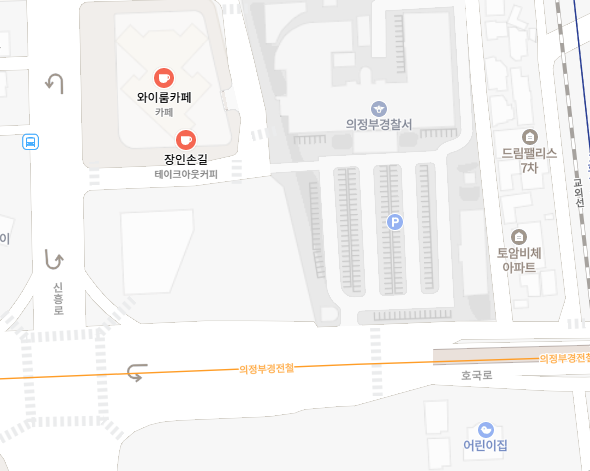 와이룸카페
카페
장인손길
테이크아웃커피
의정부경찰서
드림팰리스
7차
교외선
P
토암비체
아파트
이
신흥로
의정부경전철
의정부경전철
호국로
어린이집